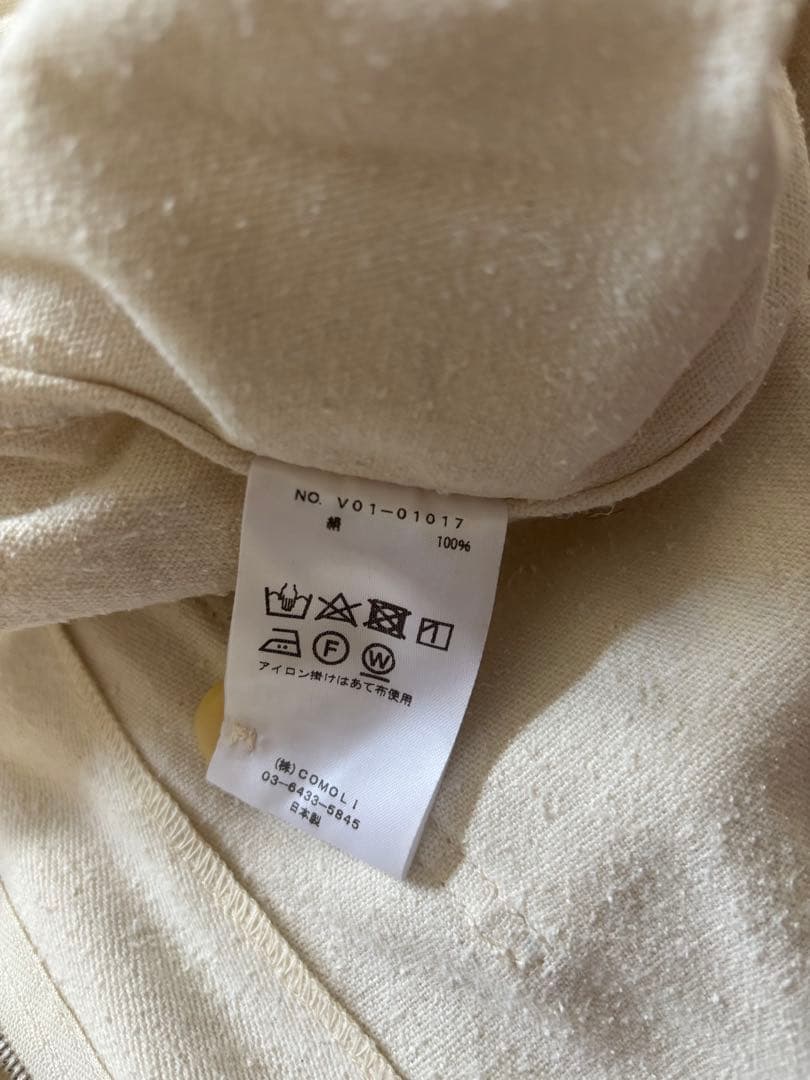 NO. V01-01017
絹 100%
F W
アイロン掛けはあて布使用
(株)COMOLI
03-6433-5845
日本製